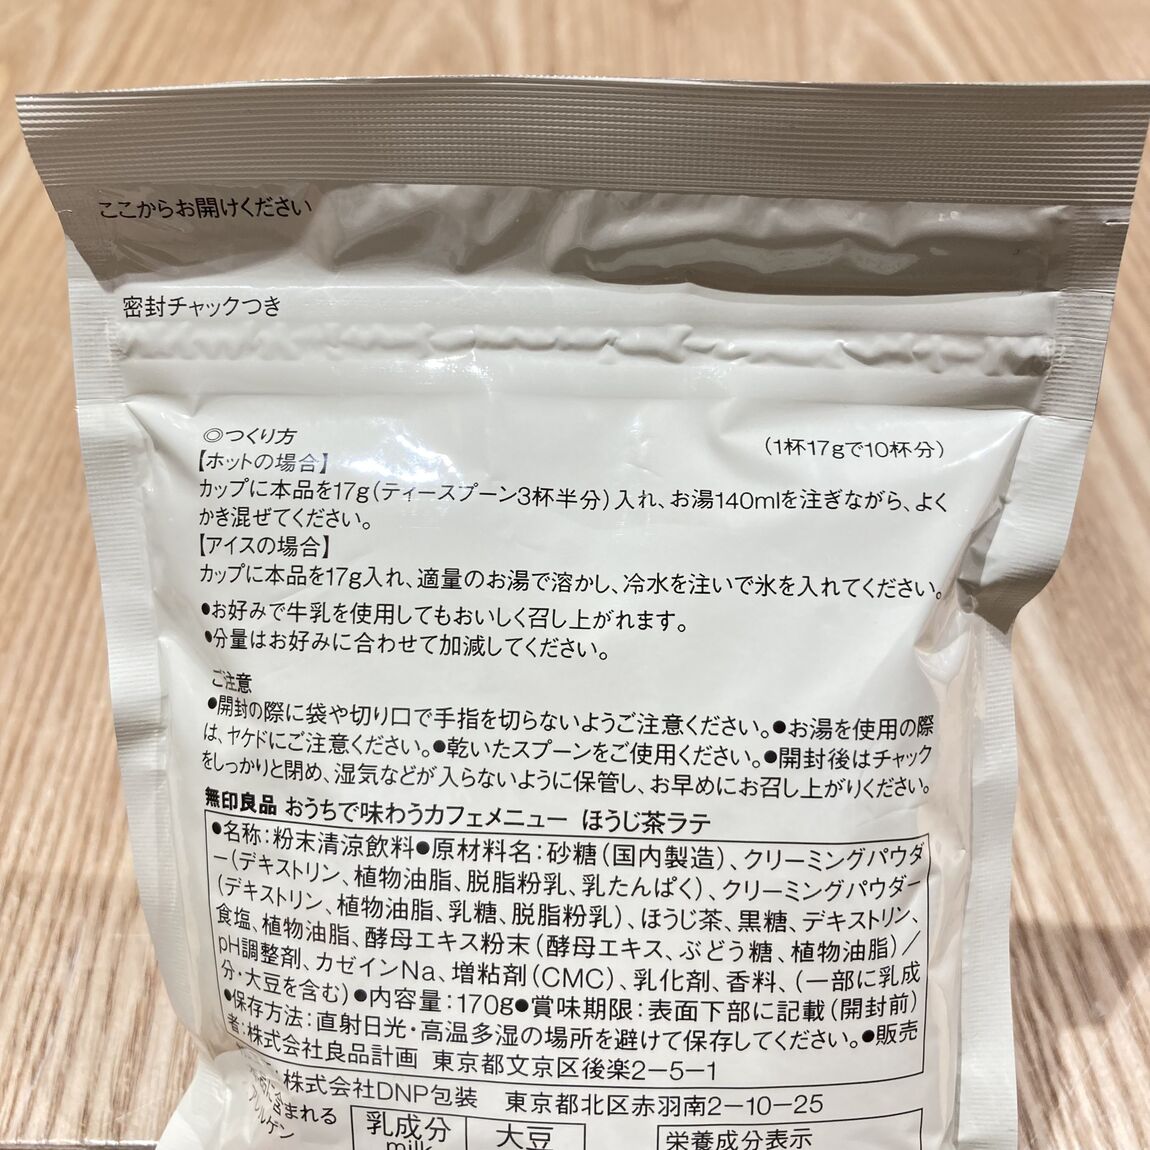 ここからお開けください
密封チャックつき
◎つくり方
(1杯17gで10杯分)
【ホットの場合】
カップに本品を17g(ティースプーン3杯半分)入れ、お湯140mlを注ぎながら、よく
かき混ぜてください。
【アイスの場合】
カップに本品を17g入れ、適量のお湯で溶かし、冷水を注いで氷を入れてください。
●お好みで牛乳を使用してもおいしく召し上がれます。
●分量はお好みに合わせて加減してください。
ご注意
●開封の際に袋や切り口で手指を切らないようご注意ください。●お湯を使用の際
は、ヤケドにご注意ください。●乾いたスプーンをご使用ください。●開封後はチャック
をしっかりと閉め、湿気などが入らないように保管し、お早めにお召し上がりください。
無印良品 おうちで味わうカフェメニュー ほうじ茶ラテ
●名称:粉末清涼飲料●原材料名:砂糖(国内製造)、クリーミングパウダ
ー(デキストリン、植物油脂、脱脂粉乳、乳たんぱく)、クリーミングパウダー
(デキストリン、植物油脂、乳糖、脱脂粉乳)、ほうじ茶、黒糖、デキストリン、
食塩、植物油脂、酵母エキス粉末(酵母エキス、ぶどう糖、植物油脂)/
pH調整剤、カゼインNa、増粘剤(CMC)、乳化剤、香料、(一部に乳成
分・大豆を含む)●内容量:170g●賞味期限:表面下部に記載(開封前)
●保存方法:直射日光・高温多湿の場所を避けて保存してください。●販売
者:株式会社良品計画 東京都文京区後楽2-5-1
株式会社DNP包装 東京都北区赤羽南2-10-25
含まれる
アレルゲン
乳成分
milk
大豆
栄養成分表示